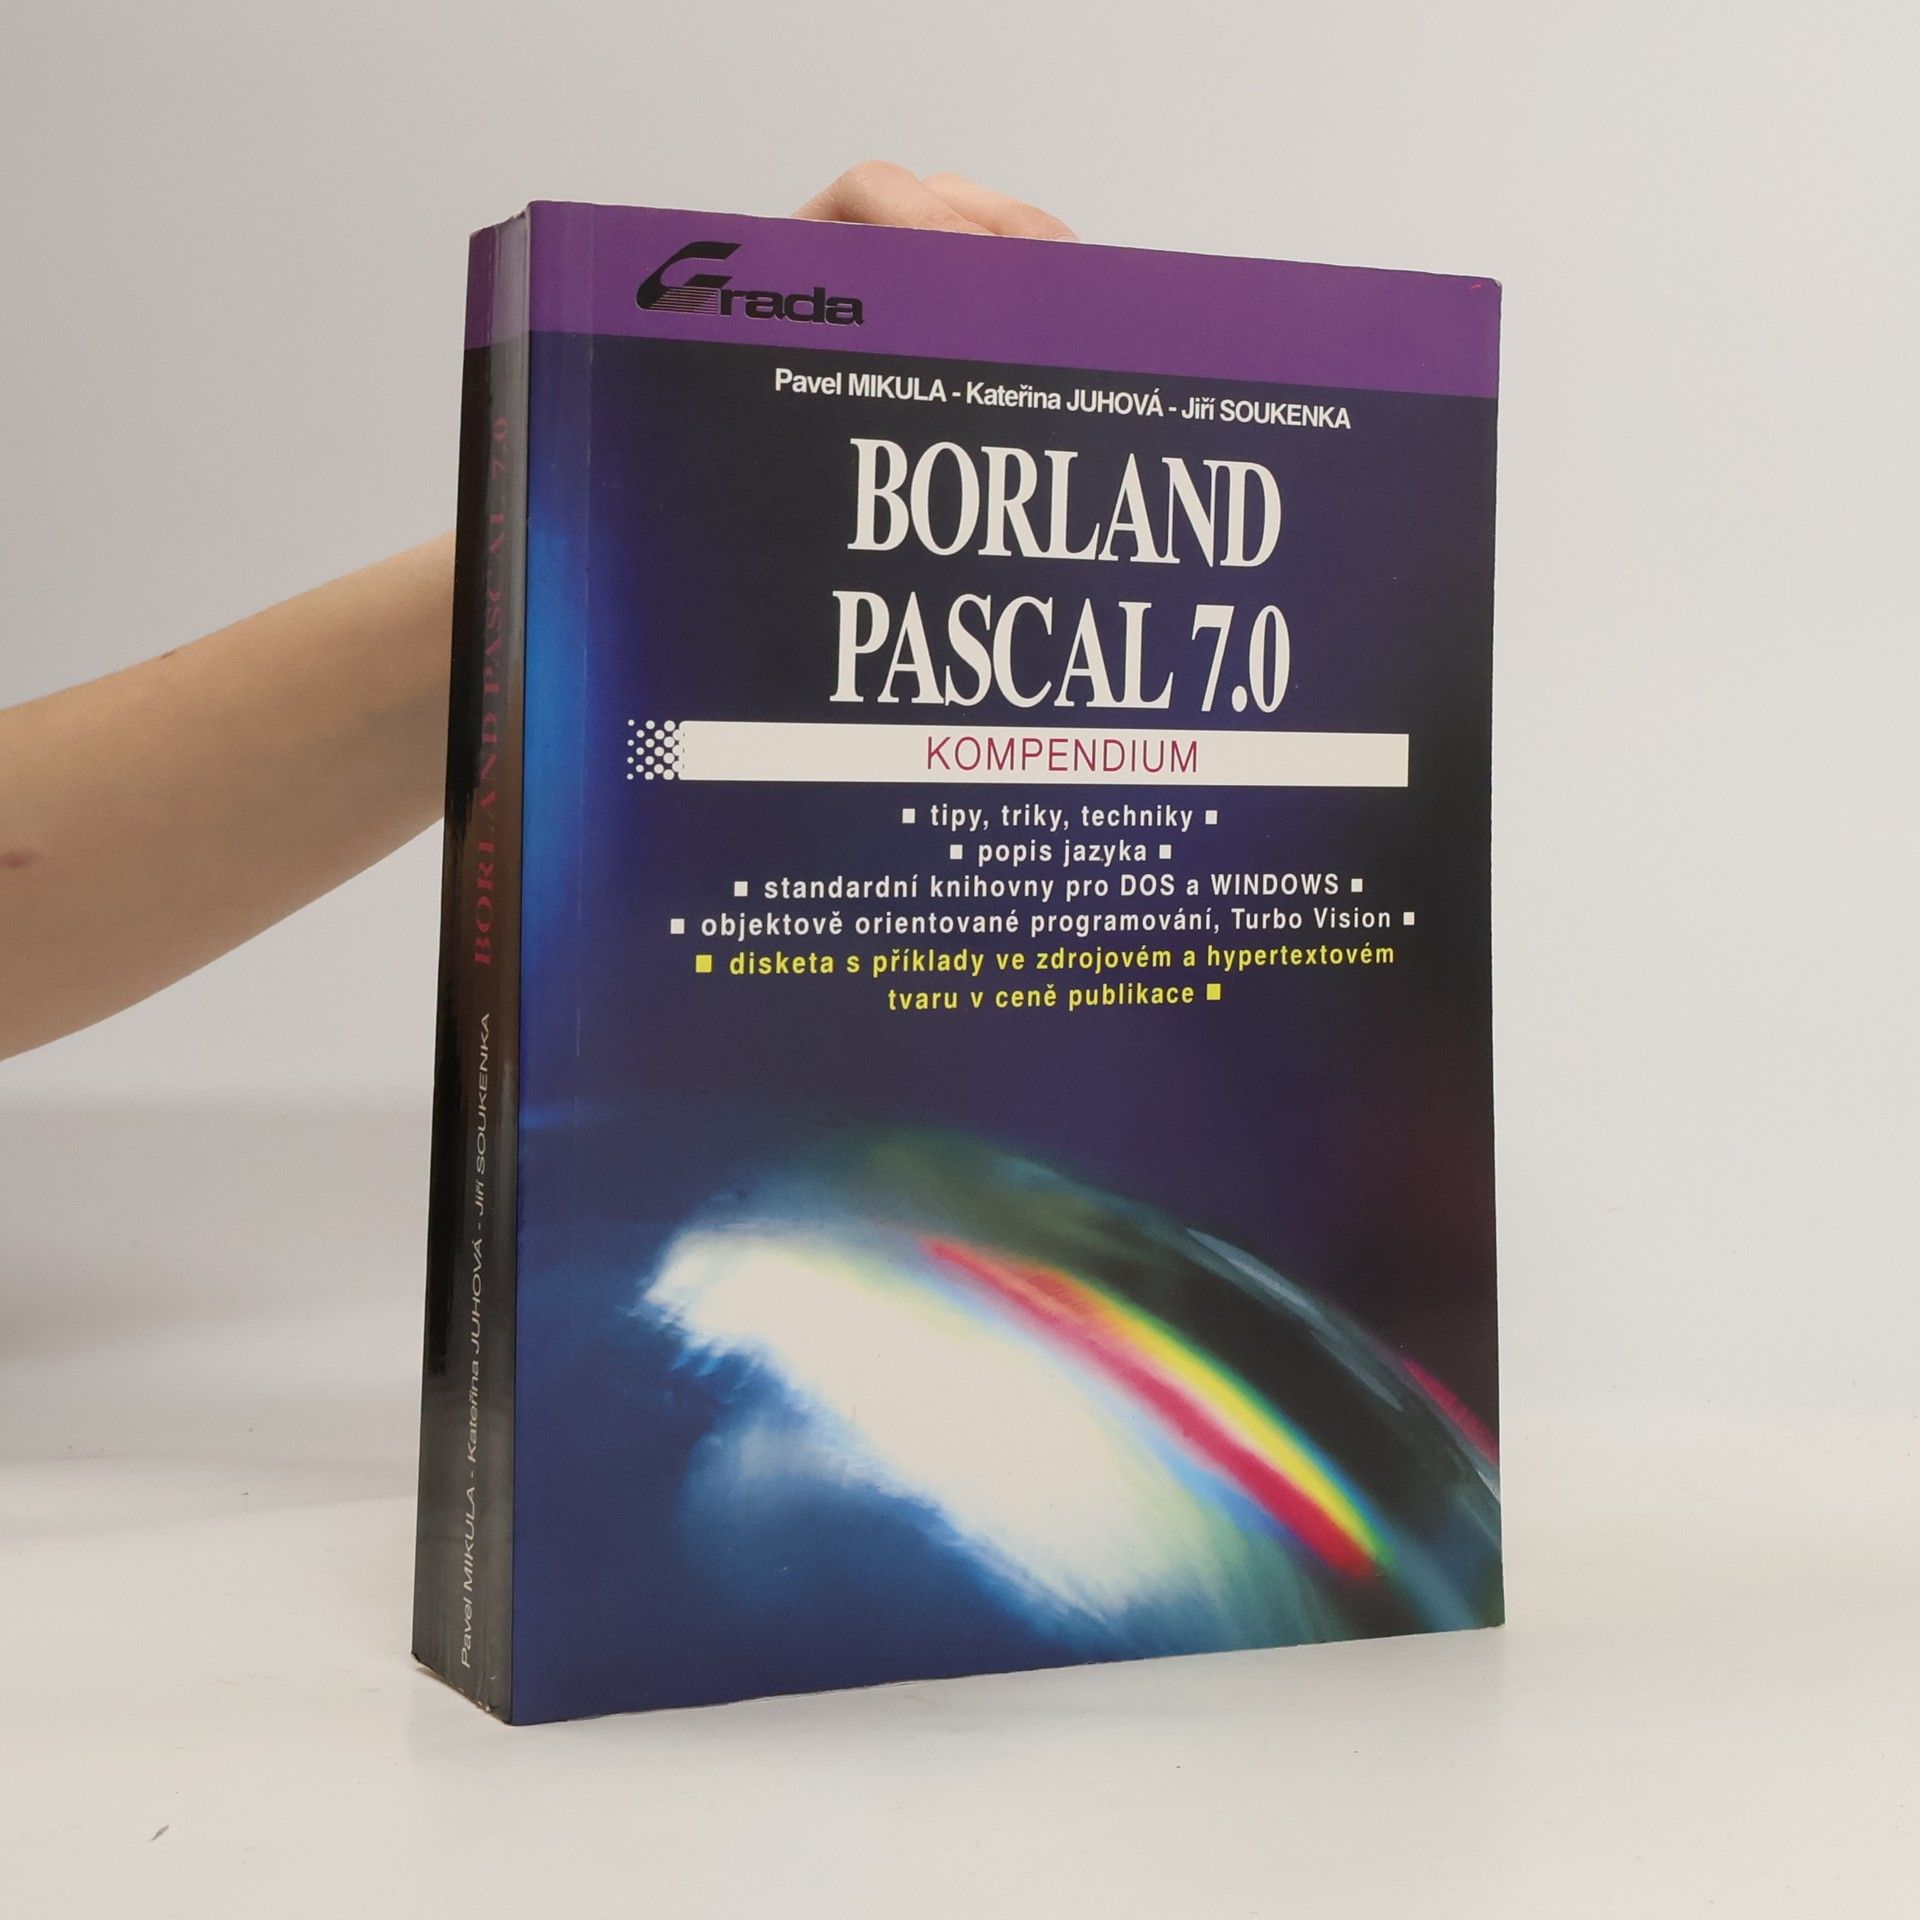 Grada
Pavel MIKULA - Kateřina JUHOVÁ - Jiří SOUKENKA
BORLAND
PASCAL 7.0
KOMPENDIUM
■ tipy, triky, techniky ■
■ popis jazyka ■
■ standardní knihovny pro DOS a WINDOWS ■
■ objektově orientované programování, Turbo Vision ■
■ disketa s příklady ve zdrojovém a hypertextovém
tvaru v ceně publikace ■
Pavel MIKULA - Kateřina JUHOVÁ - Jiří SOUKENKA BORLAND PASCAL 7.0